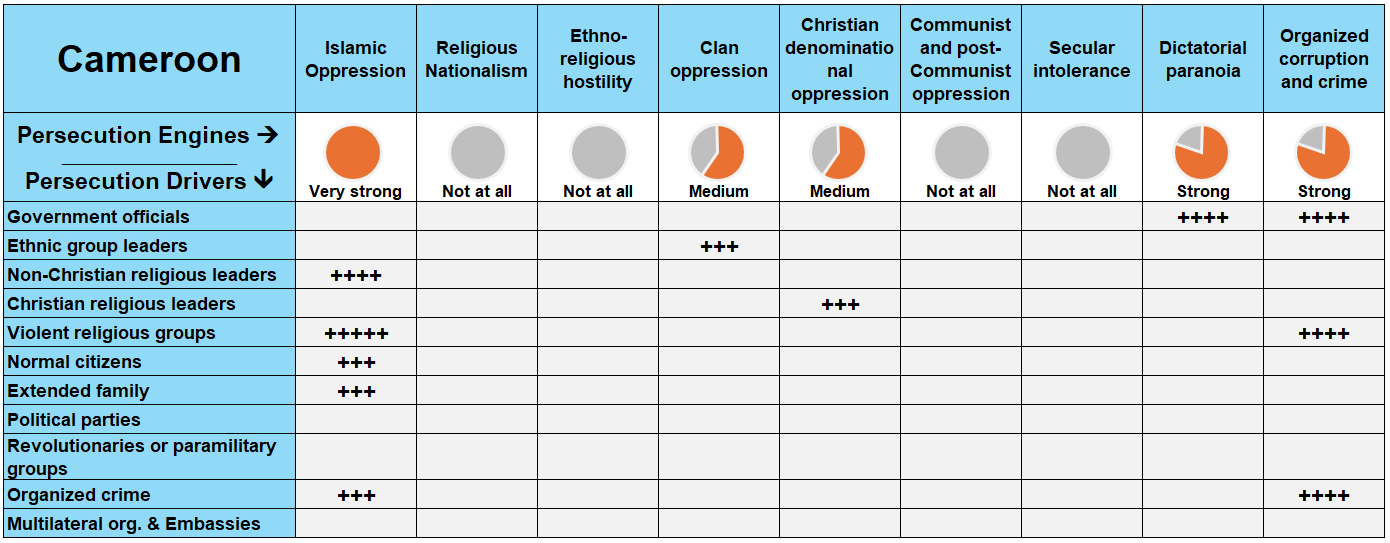 Cameroon
Islamic
Oppression
Religious
Nationalism
Ethno-
religious
hostility
Clan
oppression
Christian
denominatio
nal
oppression
Communist
and post-
Communist
oppression
Secular
intolerance
Dictatorial
paranoia
Organized
corruption
and crime
Persecution Engines →
Persecution Drivers ↓
Very strong
Not at all
Not at all
Medium
Medium
Not at all
Not at all
Strong
Strong
Government officials ++++ ++++
Ethnic group leaders +++
Non-Christian religious leaders ++++
Christian religious leaders +++
Violent religious groups +++++ ++++
Normal citizens +++
Extended family +++
Political parties
Revolutionaries or paramilitary
groups
Organized crime +++ ++++
Multilateral org. & Embassies